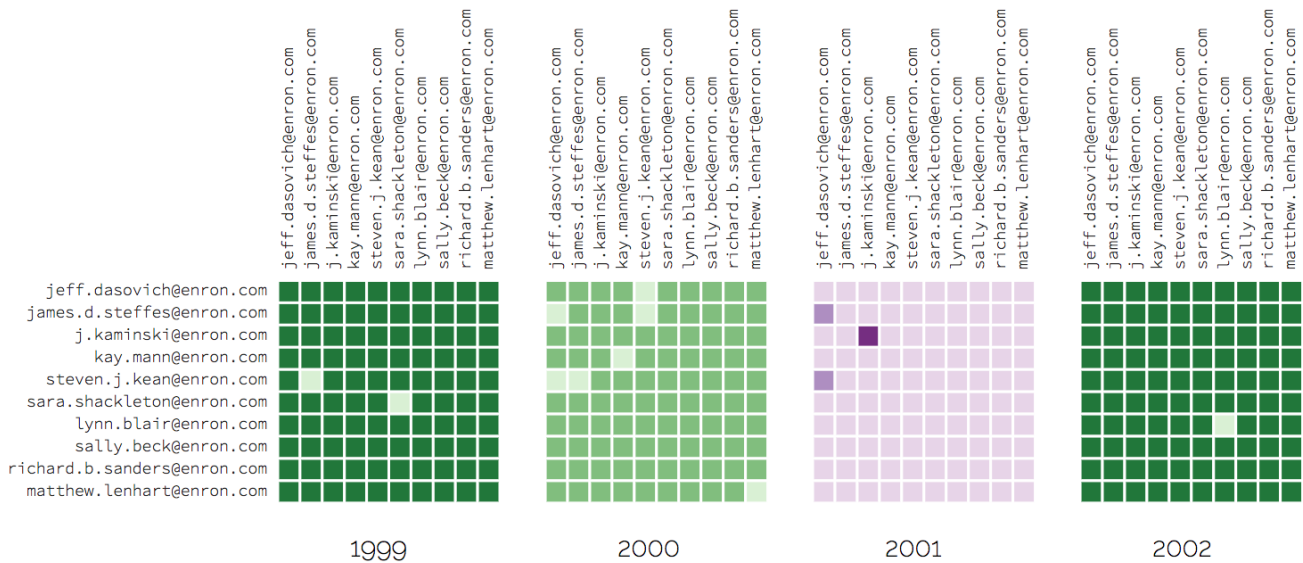 jeff.dasovich@enron.com
james.d.steffes@enron.com
j.kaminski@enron.com
kay.mann@enron.com
steven.j.kean@enron.com
sara.shackleton@enron.com
lynn.blair@enron.com
sally.beck@enron.com
richard.b.sanders@enron.com
matthew.lenhart@enron.com
jeff.dasovich@enron.com
james.d.steffes@enron.com
j.kaminski@enron.com
kay.mann@enron.com
steven.j.kean@enron.com
sara.shackleton@enron.com
lynn.blair@enron.com
sally.beck@enron.com
richard.b.sanders@enron.com
matthew.lenhart@enron.com
jeff.dasovich@enron.com
james.d.steffes@enron.com
j.kaminski@enron.com
kay.mann@enron.com
steven.j.kean@enron.com
sara.shackleton@enron.com
lynn.blair@enron.com
sally.beck@enron.com
richard.b.sanders@enron.com
matthew.lenhart@enron.com
jeff.dasovich@enron.com
james.d.steffes@enron.com
j.kaminski@enron.com
kay.mann@enron.com
steven.j.kean@enron.com
sara.shackleton@enron.com
lynn.blair@enron.com
sally.beck@enron.com
richard.b.sanders@enron.com
matthew.lenhart@enron.com
jeff.dasovich@enron.com
james.d.steffes@enron.com
j.kaminski@enron.com
kay.mann@enron.com
steven.j.kean@enron.com
sara.shackleton@enron.com
lynn.blair@enron.com
sally.beck@enron.com
richard.b.sanders@enron.com
matthew.lenhart@enron.com
1999
2000
2001
2002